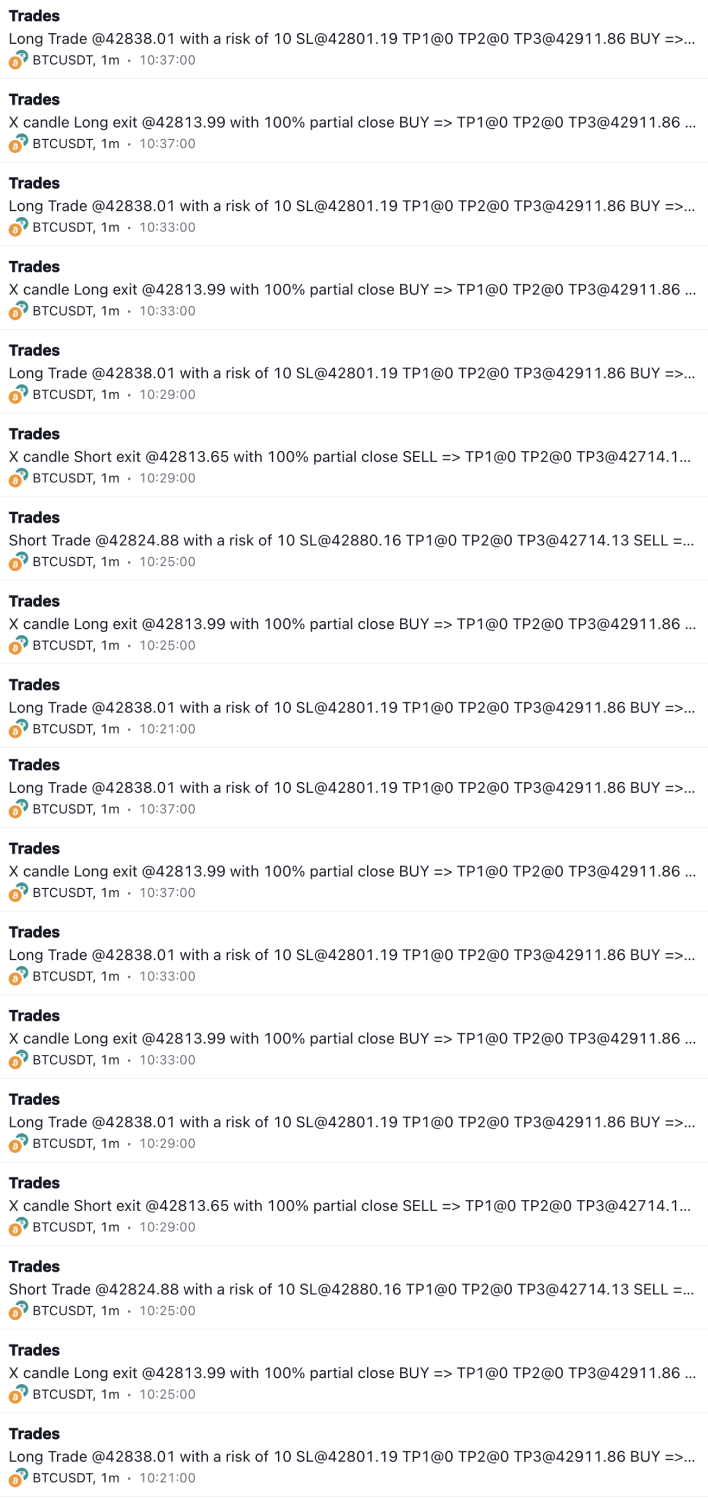 Trades
Long Trade @42838.01 with a risk of 10 SL@42801.19 TP1@0 TP2@0 TP3@42911.86 BUY =>...
BTCUSDT, 1m • 10:37:00
Trades
X candle Long exit @42813.99 with 100% partial close BUY => TP1@0 TP2@0 TP3@42911.86 ...
BTCUSDT, 1m • 10:37:00
Trades
Long Trade @42838.01 with a risk of 10 SL@42801.19 TP1@0 TP2@0 TP3@42911.86 BUY =>...
BTCUSDT, 1m • 10:33:00
Trades
X candle Long exit @42813.99 with 100% partial close BUY => TP1@0 TP2@0 TP3@42911.86 ...
BTCUSDT, 1m • 10:33:00
Trades
Long Trade @42838.01 with a risk of 10 SL@42801.19 TP1@0 TP2@0 TP3@42911.86 BUY =>...
BTCUSDT, 1m • 10:29:00
Trades
X candle Short exit @42813.65 with 100% partial close SELL => TP1@0 TP2@0 TP3@42714.1...
BTCUSDT, 1m • 10:29:00
Trades
Short Trade @42824.88 with a risk of 10 SL@42880.16 TP1@0 TP2@0 TP3@42714.13 SELL =...
BTCUSDT, 1m • 10:25:00
Trades
X candle Long exit @42813.99 with 100% partial close BUY => TP1@0 TP2@0 TP3@42911.86 ...
BTCUSDT, 1m • 10:25:00
Trades
Long Trade @42838.01 with a risk of 10 SL@42801.19 TP1@0 TP2@0 TP3@42911.86 BUY =>...
BTCUSDT, 1m • 10:21:00
Trades
Long Trade @42838.01 with a risk of 10 SL@42801.19 TP1@0 TP2@0 TP3@42911.86 BUY =>...
BTCUSDT, 1m • 10:37:00
Trades
X candle Long exit @42813.99 with 100% partial close BUY => TP1@0 TP2@0 TP3@42911.86 ...
BTCUSDT, 1m • 10:37:00
Trades
Long Trade @42838.01 with a risk of 10 SL@42801.19 TP1@0 TP2@0 TP3@42911.86 BUY =>...
BTCUSDT, 1m • 10:33:00
Trades
X candle Long exit @42813.99 with 100% partial close BUY => TP1@0 TP2@0 TP3@42911.86 ...
BTCUSDT, 1m • 10:33:00
Trades
Long Trade @42838.01 with a risk of 10 SL@42801.19 TP1@0 TP2@0 TP3@42911.86 BUY =>...
BTCUSDT, 1m • 10:29:00
Trades
X candle Short exit @42813.65 with 100% partial close SELL => TP1@0 TP2@0 TP3@42714.1...
BTCUSDT, 1m • 10:29:00
Trades
Short Trade @42824.88 with a risk of 10 SL@42880.16 TP1@0 TP2@0 TP3@42714.13 SELL =...
BTCUSDT, 1m • 10:25:00
Trades
X candle Long exit @42813.99 with 100% partial close BUY => TP1@0 TP2@0 TP3@42911.86 ...
BTCUSDT, 1m • 10:25:00
Trades
Long Trade @42838.01 with a risk of 10 SL@42801.19 TP1@0 TP2@0 TP3@42911.86 BUY =>...
BTCUSDT, 1m • 10:21:00